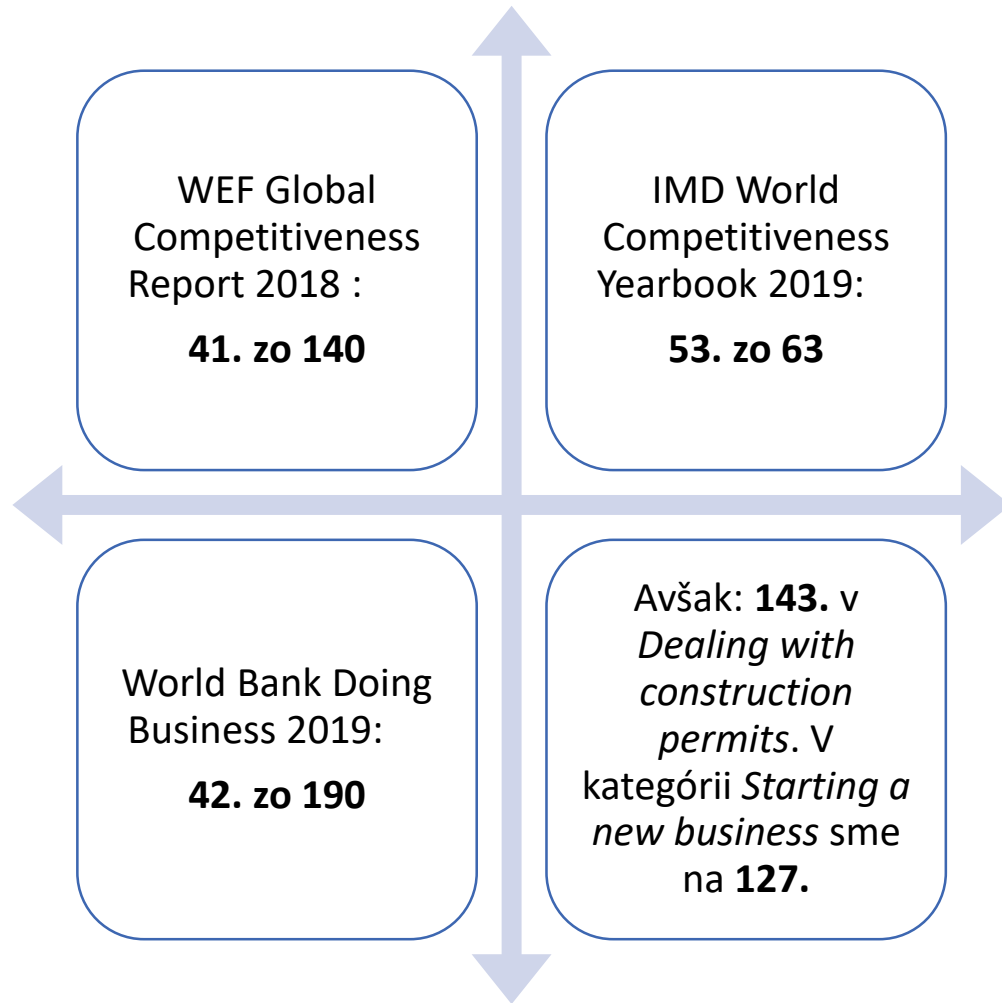 WEF Global
Competitiveness
Report 2018 :
41. zo 140
IMD World
Competitiveness
Yearbook 2019:
53. zo 63
World Bank Doing
Business 2019:
42. zo 190
Avšak: 143. v
Dealing with
construction
permits. V
kategórii Starting a
new business sme
na 127.